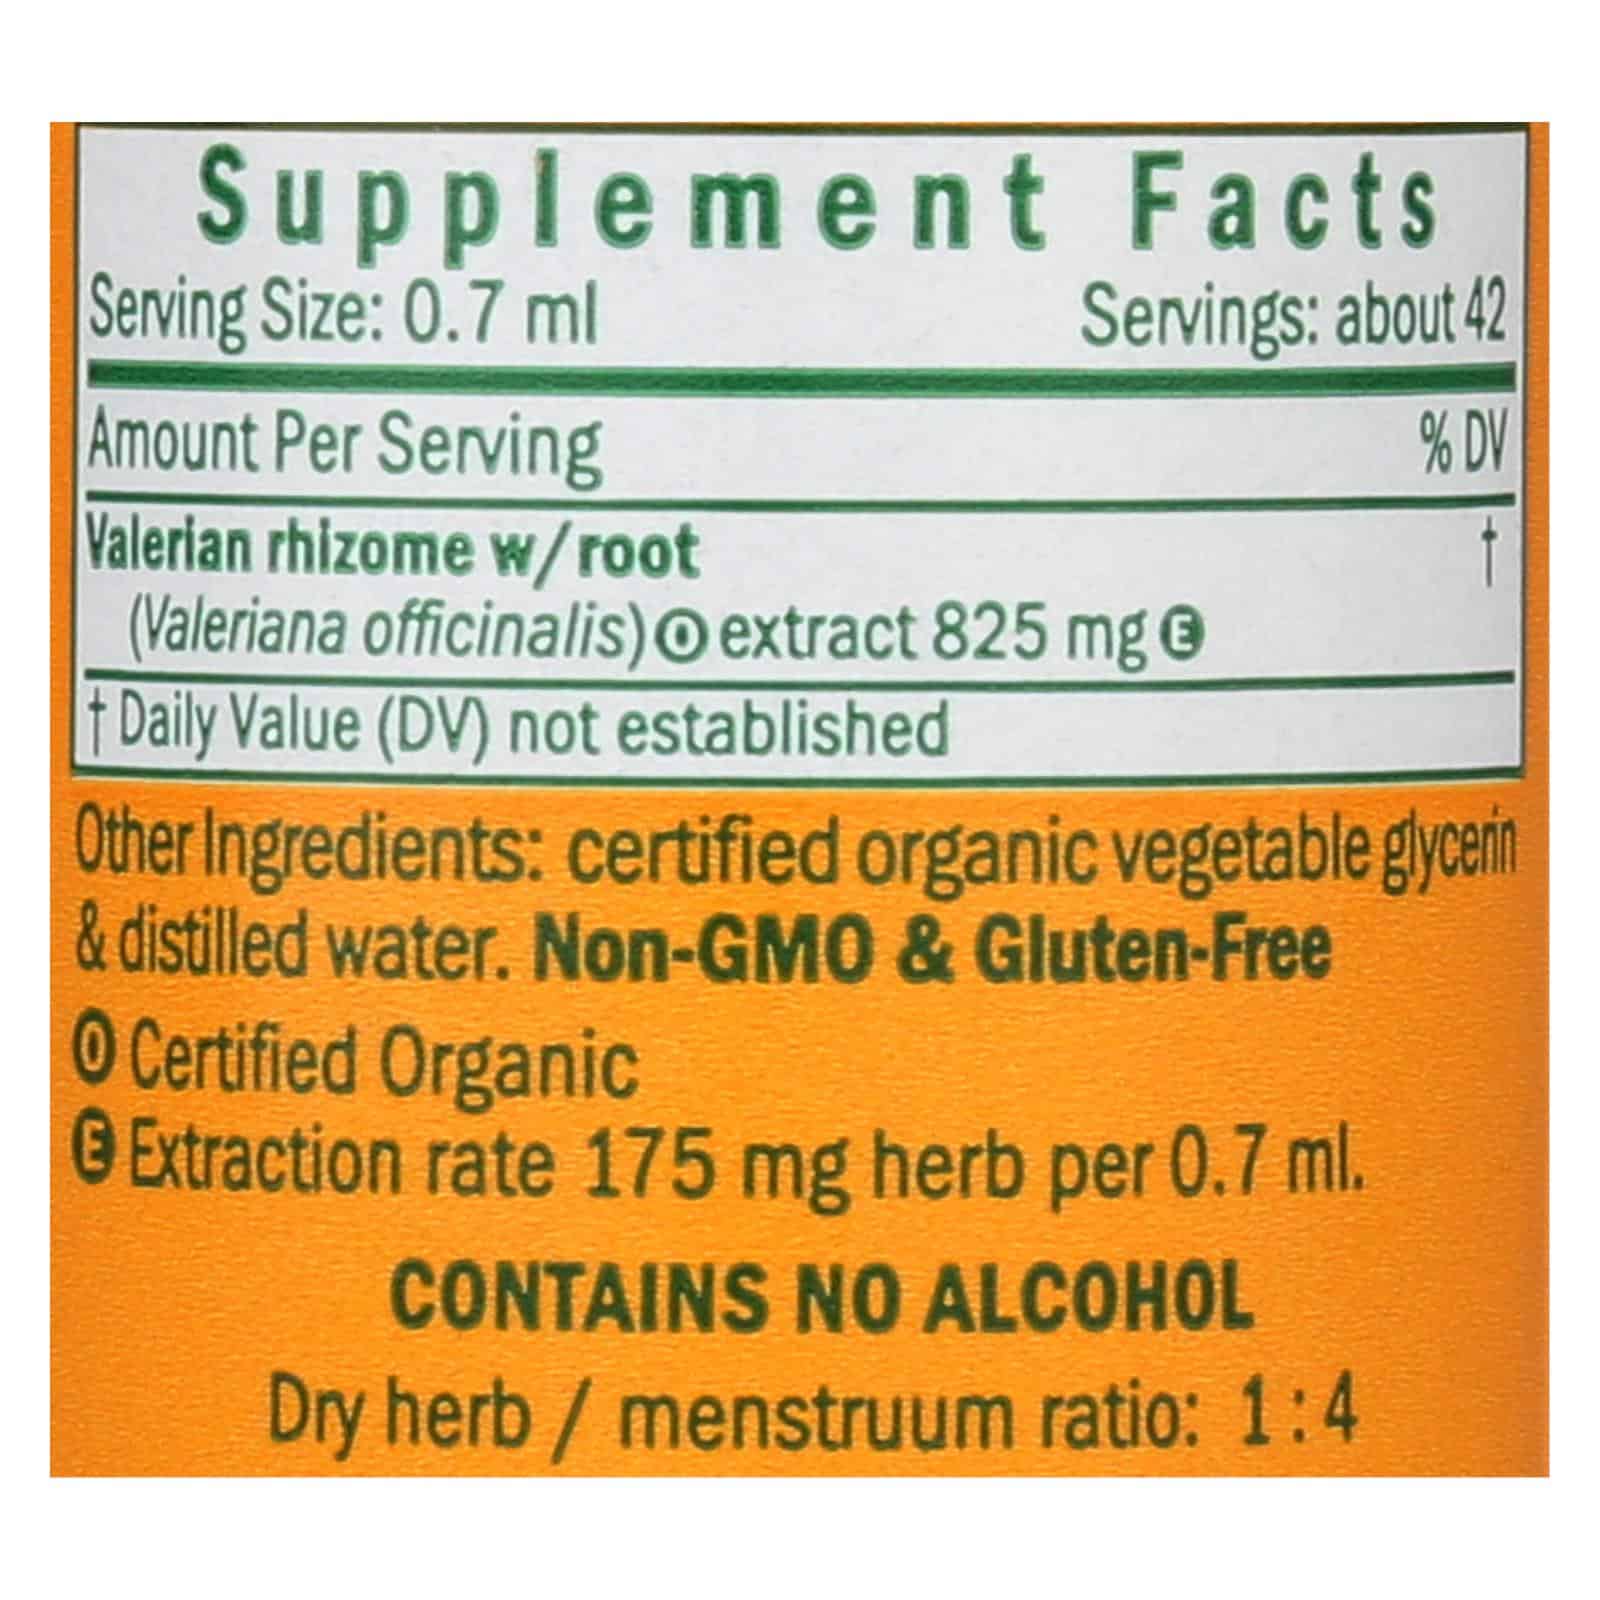 Supplement Facts
Serving Size: 0.7 ml Servings: about 42
Amount Per Serving % DV
Valerian rhizome w/root †
(Valeriana officinalis) Ⓞ extract 825 mg Ⓔ
† Daily Value (DV) not established
Other Ingredients: certified organic vegetable glycerin
& distilled water. Non-GMO & Gluten-Free
Ⓞ Certified Organic
Ⓔ Extraction rate 175 mg herb per 0.7 ml.
CONTAINS NO ALCOHOL
Dry herb / menstruum ratio: 1 : 4